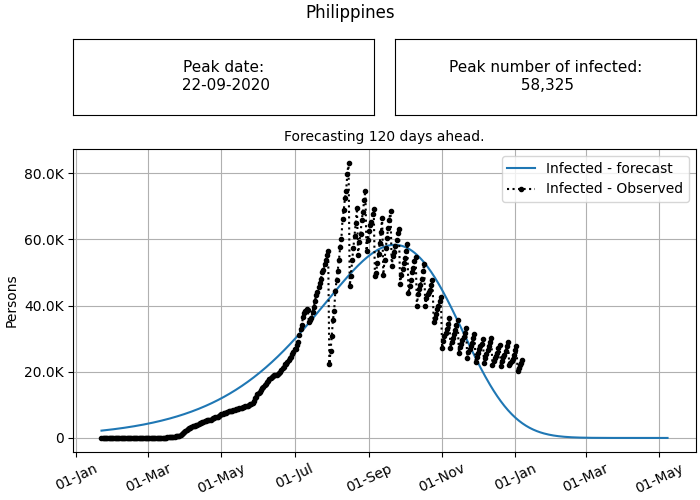 Philippines
Peak date:
22-09-2020
Peak number of infected:
58,325
Forecasting 120 days ahead.
Infected - forecast
Infected - Observed
80.0K
60.0K
40.0K
20.0K
0
Persons
01-Jan
01-Mar
01-May
01-Jul
01-Sep
01-Nov
01-Jan
01-Mar
01-May